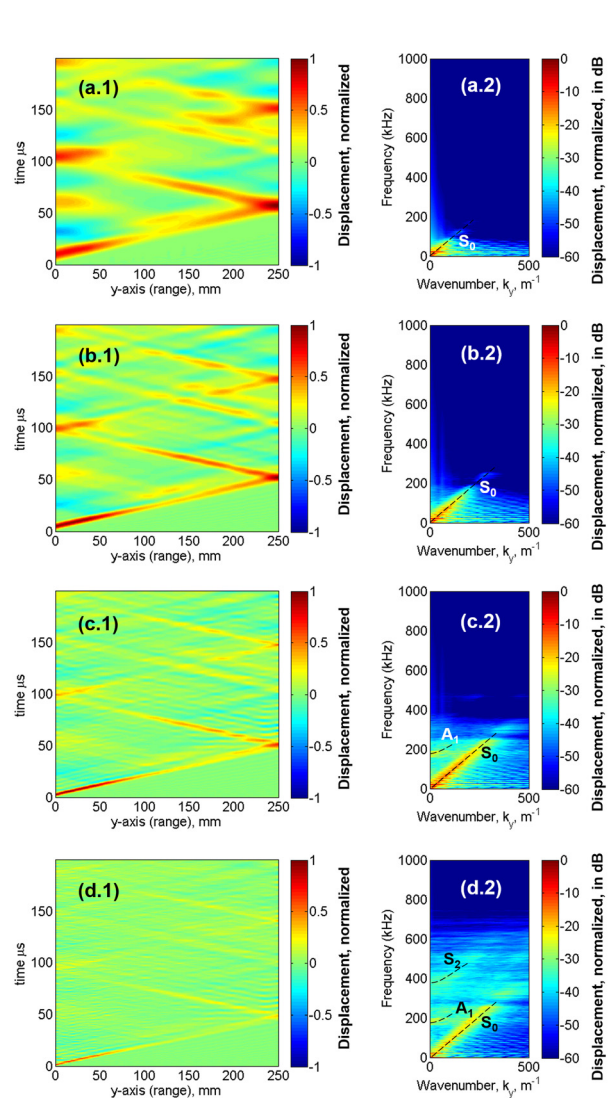 (a.1)
time µs
150
100
50
0
0 50 100 150 200 250
y-axis (range), mm
1
0.5
0
-0.5
-1
Displacement, normalized
(a.2)
Frequency (kHz)
1000
800
600
400
200
0
S0
0 500
Wavenumber, ky, m-1
0
-10
-20
-30
-40
-50
-60
Displacement, normalized, in dB
(b.1)
time µs
150
100
50
0
0 50 100 150 200 250
y-axis (range), mm
1
0.5
0
-0.5
-1
Displacement, normalized
(b.2)
Frequency (kHz)
1000
800
600
400
200
0
S0
0 500
Wavenumber, ky, m-1
0
-10
-20
-30
-40
-50
-60
Displacement, normalized, in dB
(c.1)
time µs
150
100
50
0
0 50 100 150 200 250
y-axis (range), mm
1
0.5
0
-0.5
-1
Displacement, normalized
(c.2)
Frequency (kHz)
1000
800
600
400
200
0
A1
S0
0 500
Wavenumber, ky, m-1
0
-10
-20
-30
-40
-50
-60
Displacement, normalized, in dB
(d.1)
time µs
150
100
50
0
0 50 100 150 200 250
y-axis (range), mm
1
0.5
0
-0.5
-1
Displacement, normalized
(d.2)
Frequency (kHz)
1000
800
600
400
200
0
S2
A1
S0
0 500
Wavenumber, ky, m-1
0
-10
-20
-30
-40
-50
-60
Displacement, normalized, in dB